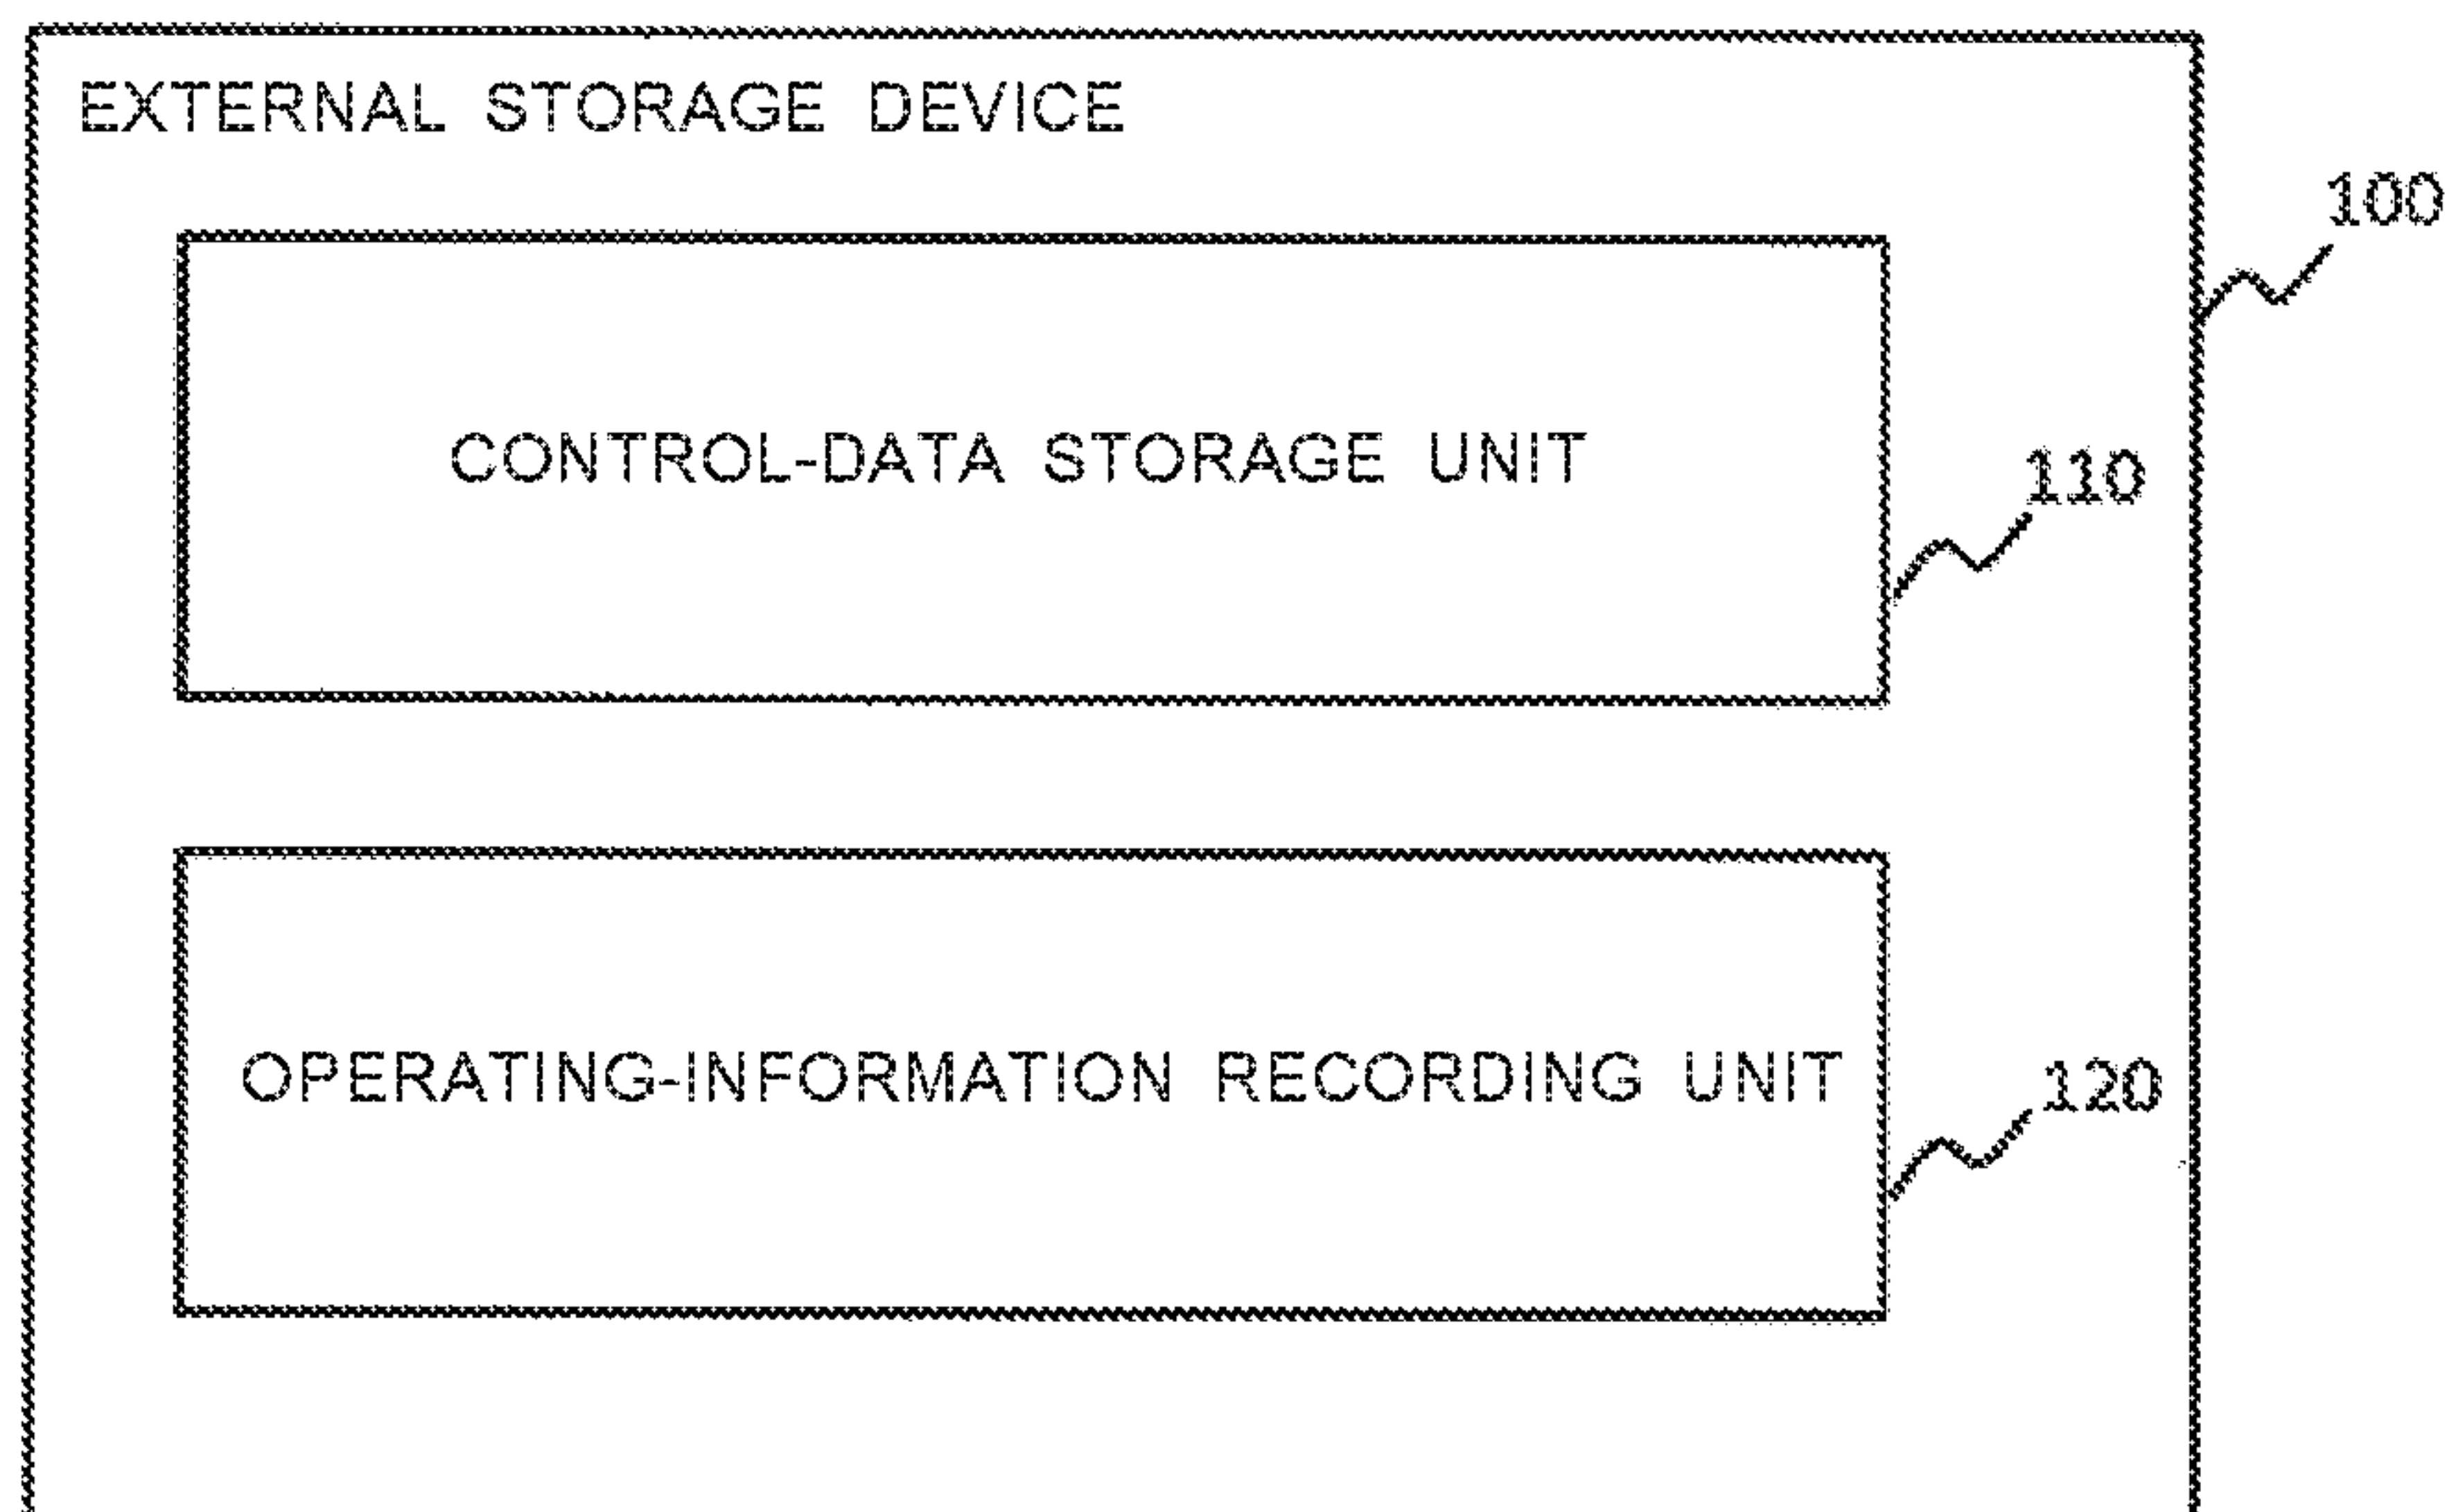 EXTERNAL STORAGE DEVICE
100
CONTROL-DATA STORAGE UNIT
110
OPERATING-INFORMATION RECORDING UNIT
120